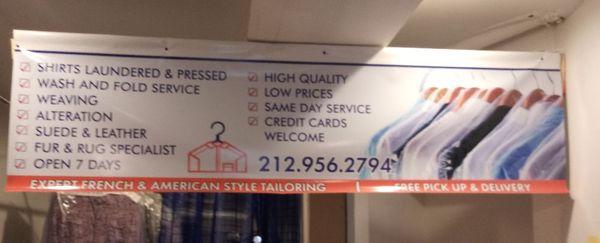 SHIRTS LAUNDERED & PRESSED
WASH AND FOLD SERVICE
WEAVING
ALTERATION
SUEDE & LEATHER
FUR & RUG SPECIALIST
OPEN 7 DAYS
HIGH QUALITY
LOW PRICES
SAME DAY SERVICE
CREDIT CARDS
WELCOME
212.956.2794
EXPERT FRENCH & AMERICAN STYLE TAILORING | FREE PICK UP & DELIVERY